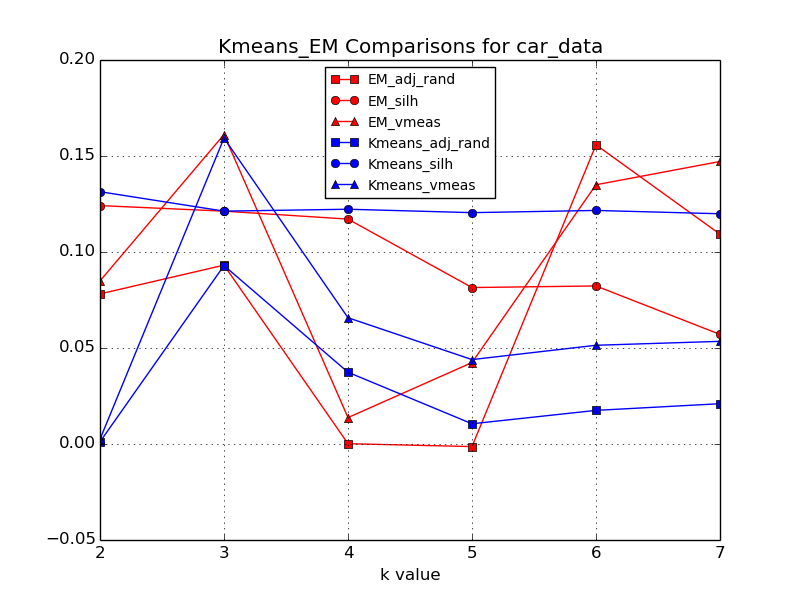 Kmeans_EM Comparisons for car_data
0.20
0.15
0.10
0.05
0.00
−0.05
EM_adj_rand
EM_silh
EM_vmeas
Kmeans_adj_rand
Kmeans_silh
Kmeans_vmeas
2 3 4 5 6 7
k value